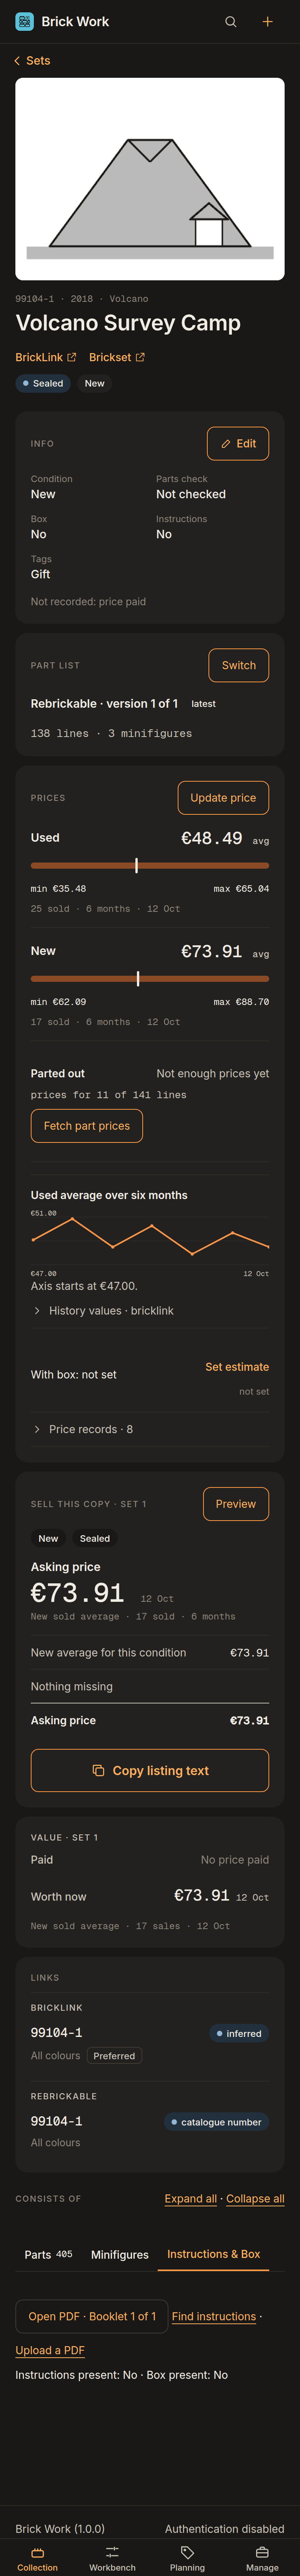 Brick Work
Sets
99104-1 · 2018 · Volcano
Volcano Survey Camp
BrickLink Brickset
Sealed New
INFO Edit
Condition Parts check
New Not checked
Box Instructions
No No
Tags
Gift
Not recorded: price paid
PART LIST Switch
Rebrickable · version 1 of 1 latest
138 lines · 3 minifigures
PRICES Update price
Used €48.49 avg
min €35.48 max €65.04
25 sold · 6 months · 12 Oct
New €73.91 avg
min €62.09 max €88.70
17 sold · 6 months · 12 Oct
Parted out Not enough prices yet
prices for 11 of 141 lines
Fetch part prices
Used average over six months
€51.00
€47.00 12 Oct
Axis starts at €47.00.
History values · bricklink
With box: not set Set estimate
not set
Price records · 8
SELL THIS COPY · SET 1 Preview
New Sealed
Asking price
€73.91 12 Oct
New sold average · 17 sold · 6 months
New average for this condition €73.91
Nothing missing
Asking price €73.91
Copy listing text
VALUE · SET 1
Paid No price paid
Worth now €73.91 12 Oct
New sold average · 17 sales · 12 Oct
LINKS
BRICKLINK
99104-1 inferred
All colours Preferred
REBRICKABLE
99104-1 catalogue number
All colours
CONSISTS OF Expand all · Collapse all
Parts 405 Minifigures Instructions & Box
Open PDF · Booklet 1 of 1 Find instructions ·
Upload a PDF
Instructions present: No · Box present: No
Brick Work (1.0.0) Authentication disabled
Collection Workbench Planning Manage